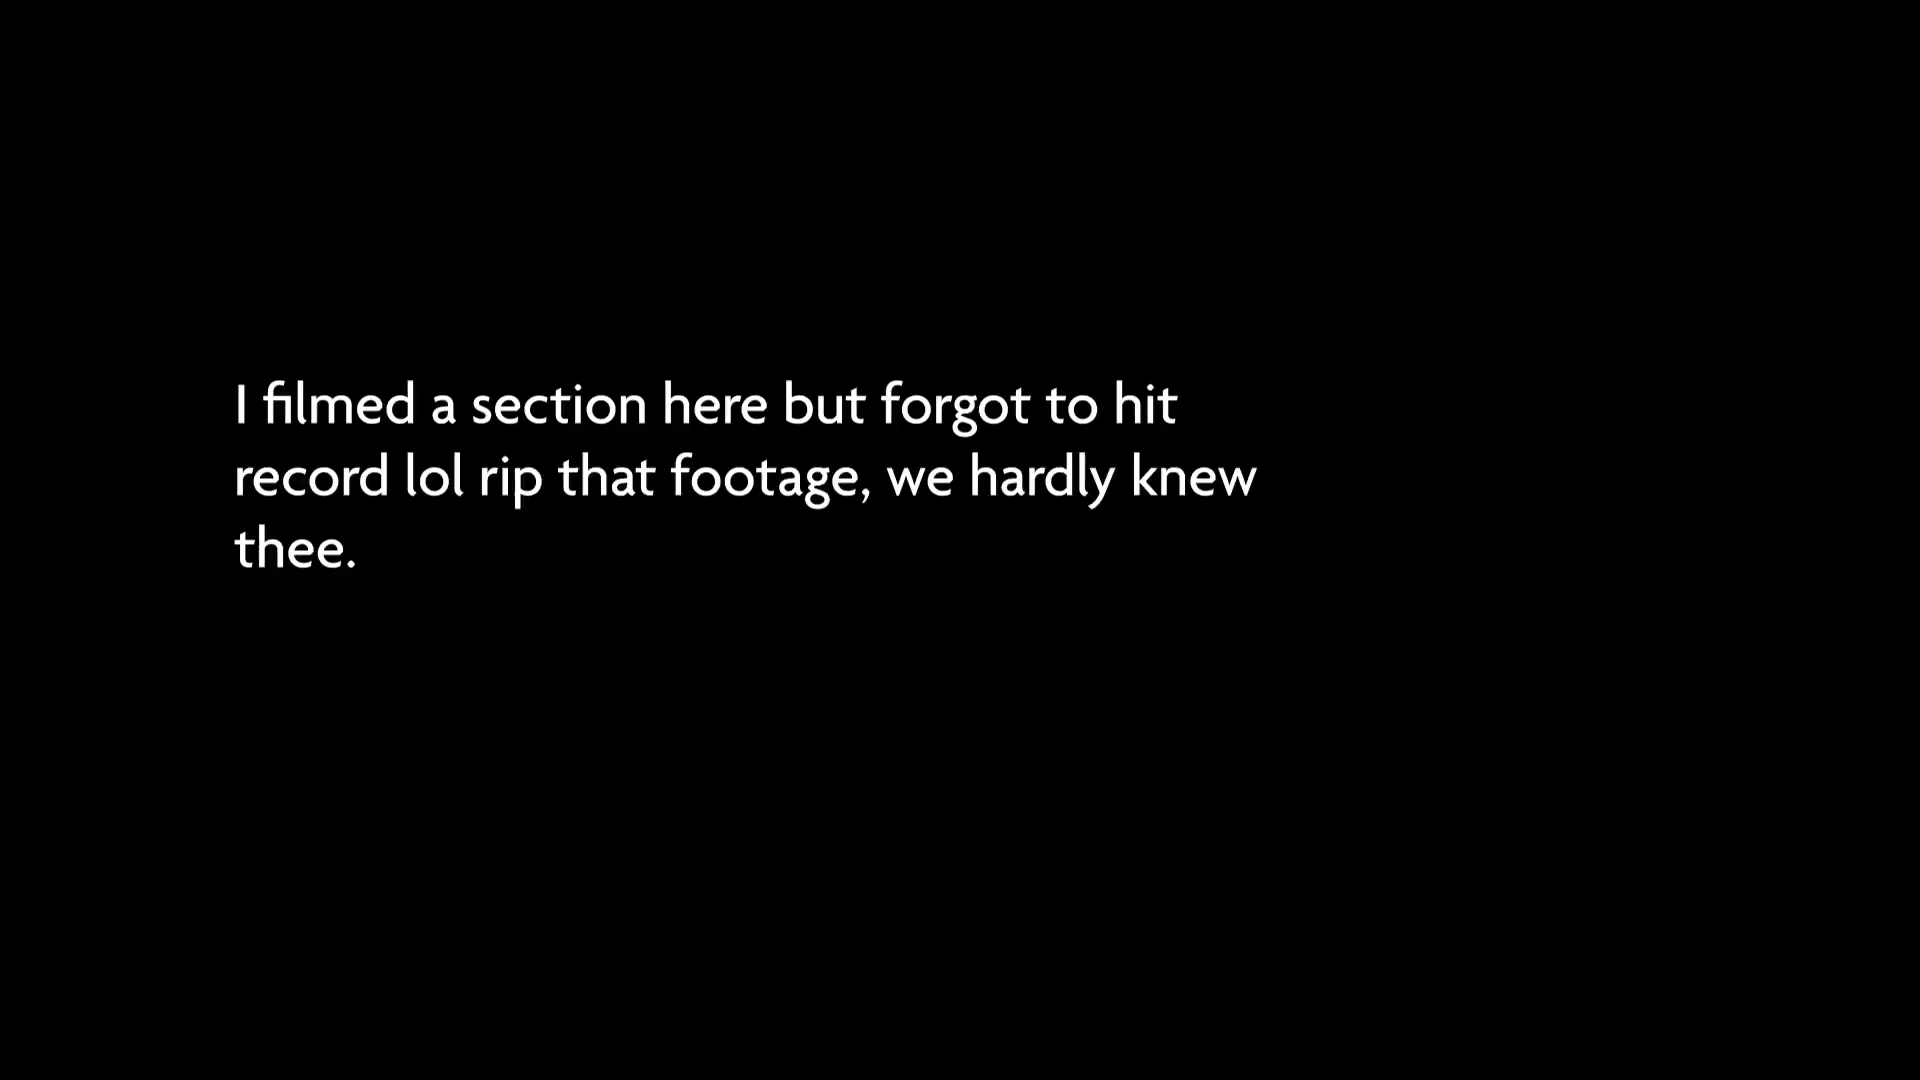 I filmed a section here but forgot to hit
record lol rip that footage, we hardly knew
thee.